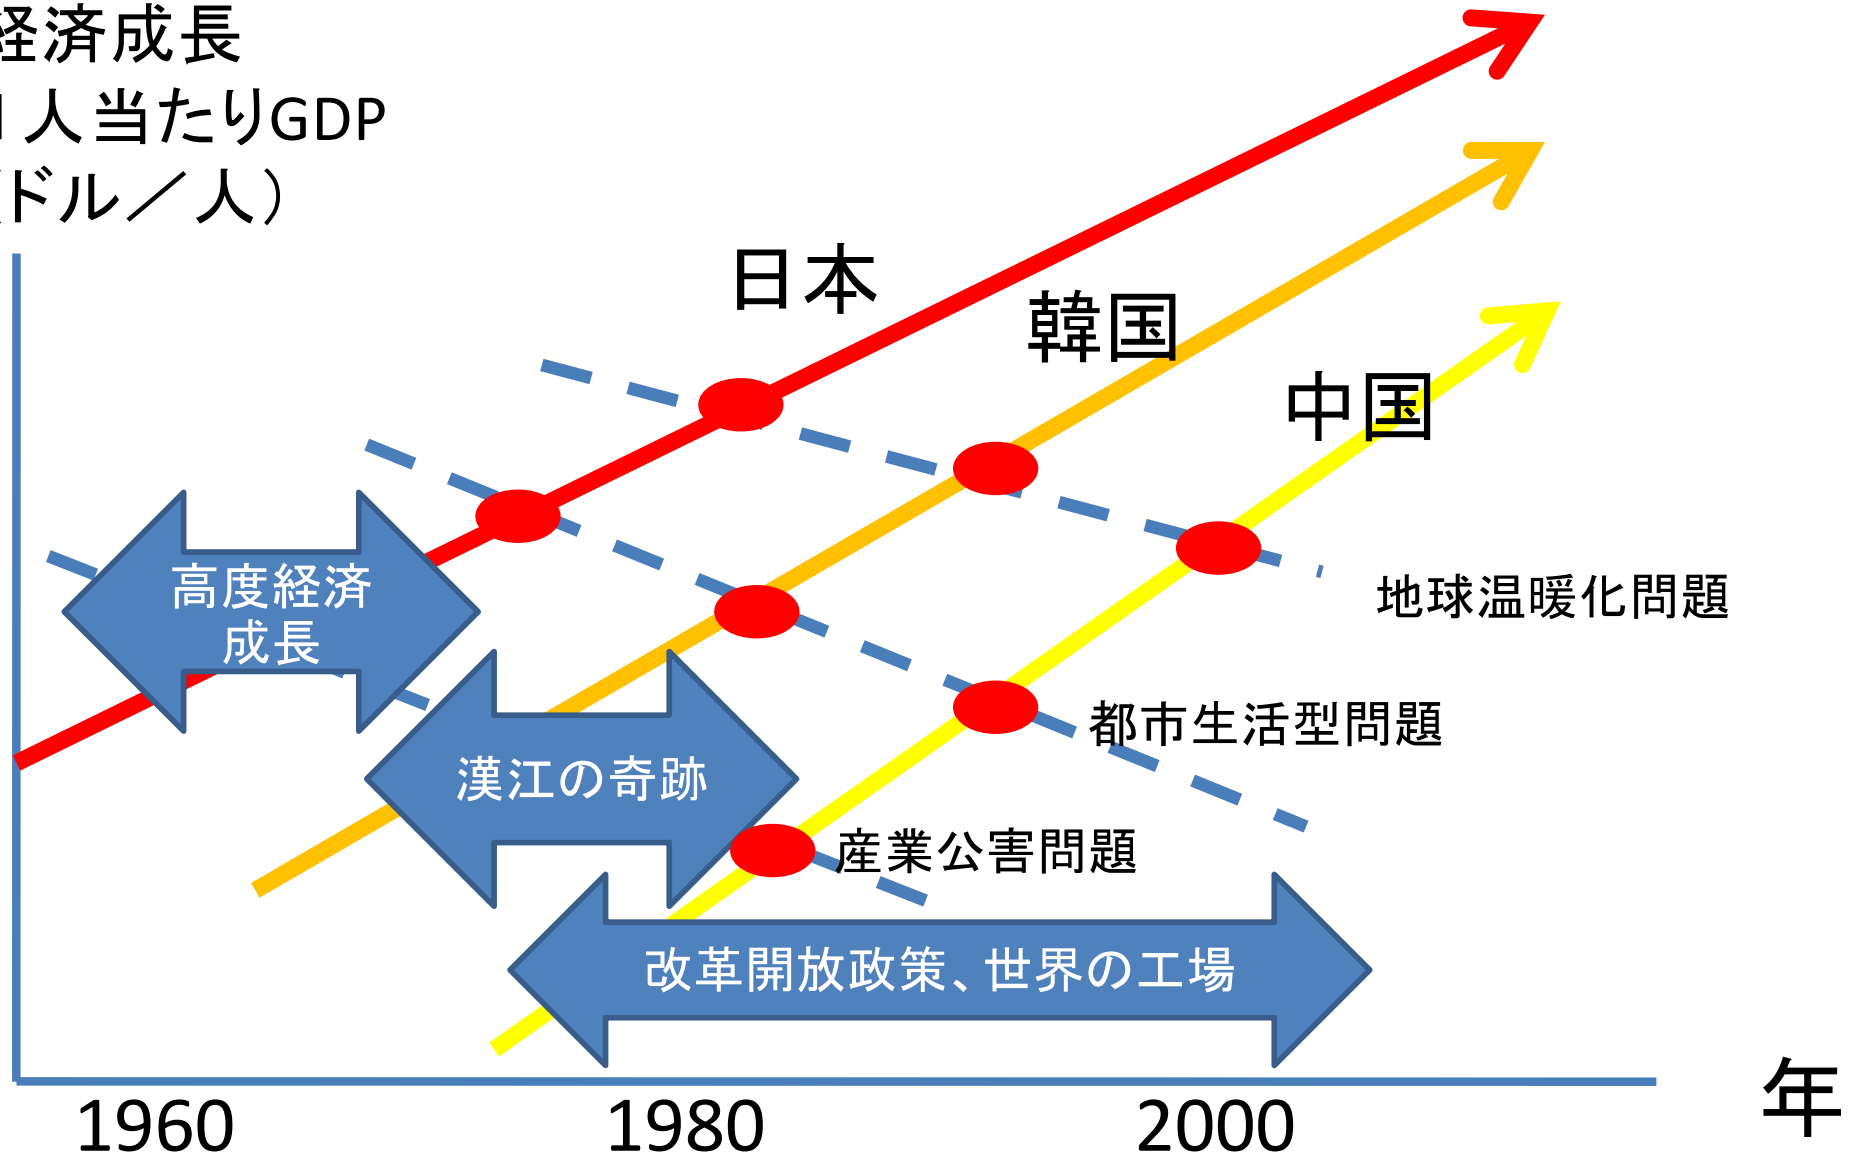 経済成長
1人当たりGDP
(ドル／人)
日本
韓国
中国
高度経済
成長
地球温暖化問題
都市生活型問題
漢江の奇跡
産業公害問題
改革開放政策、世界の工場
1960
1980
2000
年